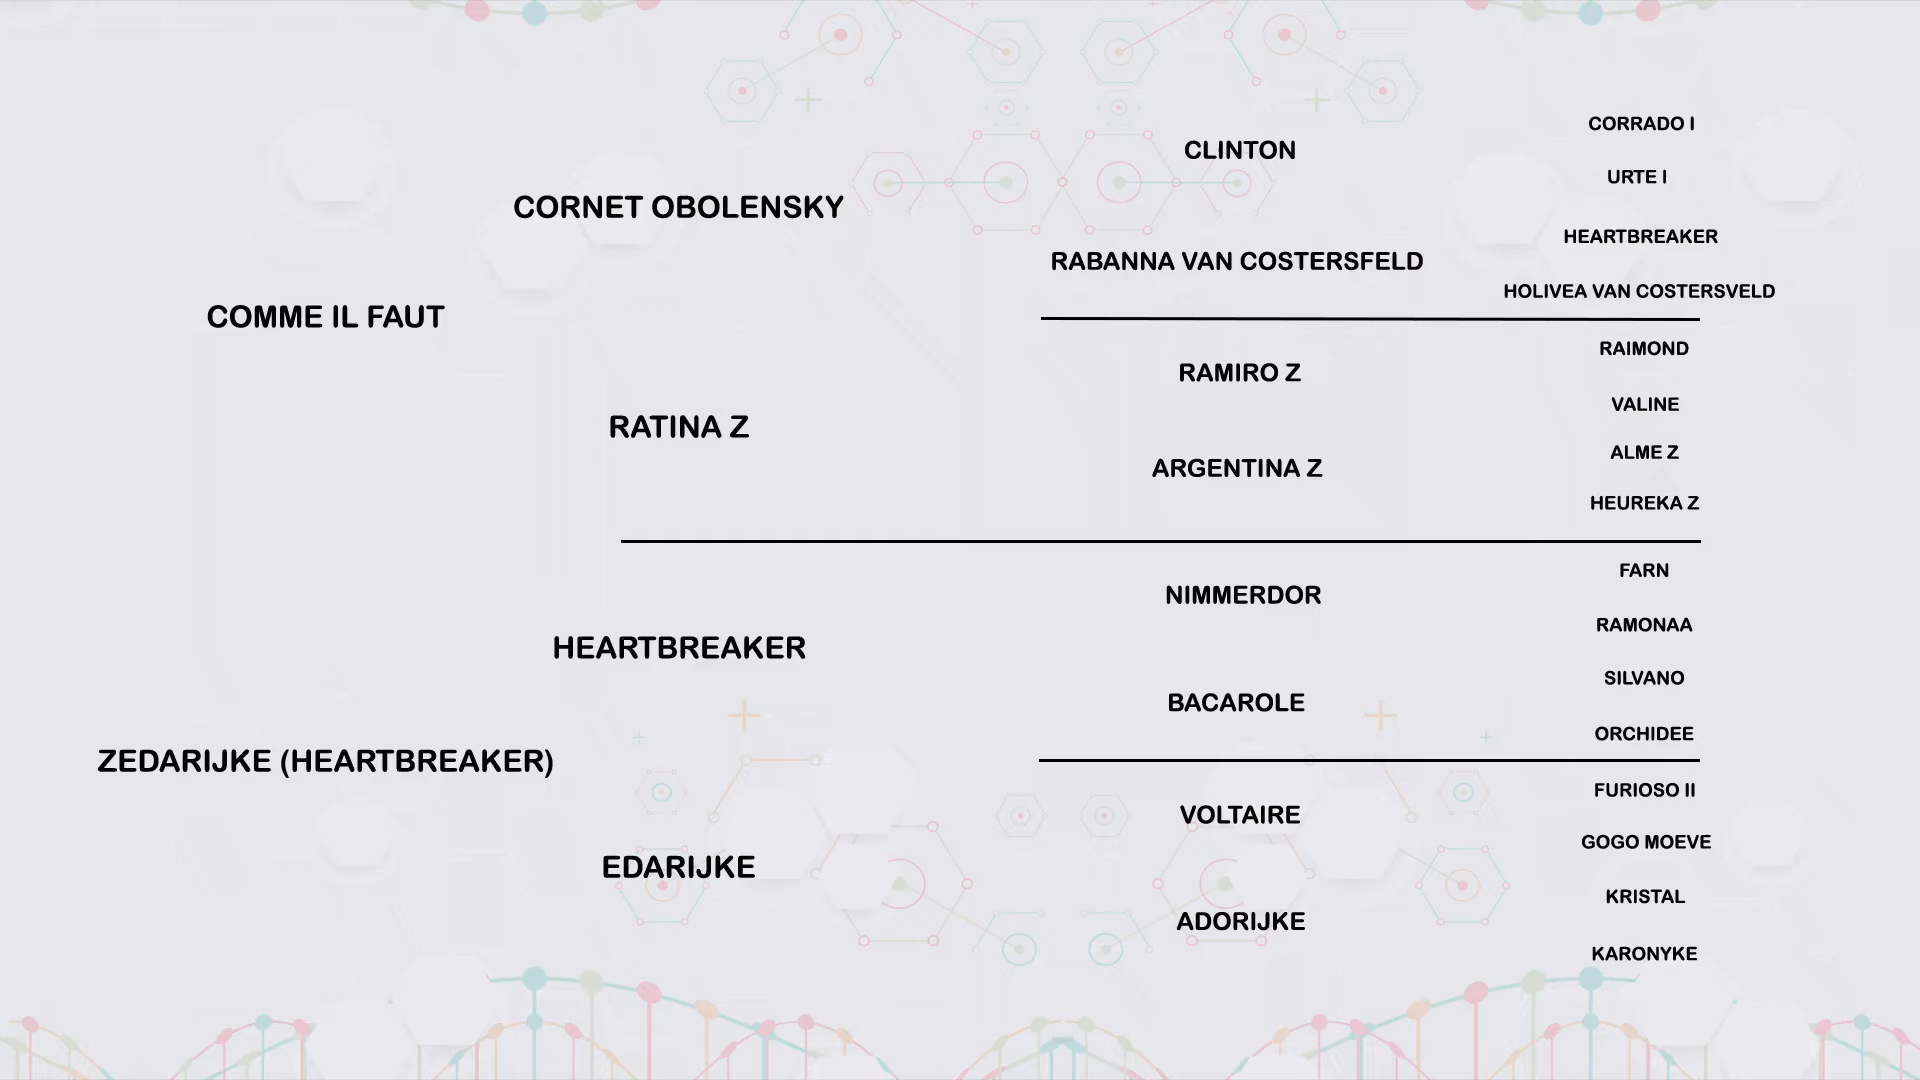 CORRADO I
CLINTON
URTE I
CORNET OBOLENSKY
HEARTBREAKER
RABANNA VAN COSTERSFELD
HOLIVEA VAN COSTERSVELD
COMME IL FAUT
RAIMOND
RAMIRO Z
VALINE
RATINA Z
ALME Z
ARGENTINA Z
HEUREKA Z
FARN
NIMMERDOR
RAMONAA
HEARTBREAKER
SILVANO
BACAROLE
ORCHIDEE
ZEDARIJKE (HEARTBREAKER)
FURIOSO II
VOLTAIRE
GOGO MOEVE
EDARIJKE
KRISTAL
ADORIJKE
KARONYKE